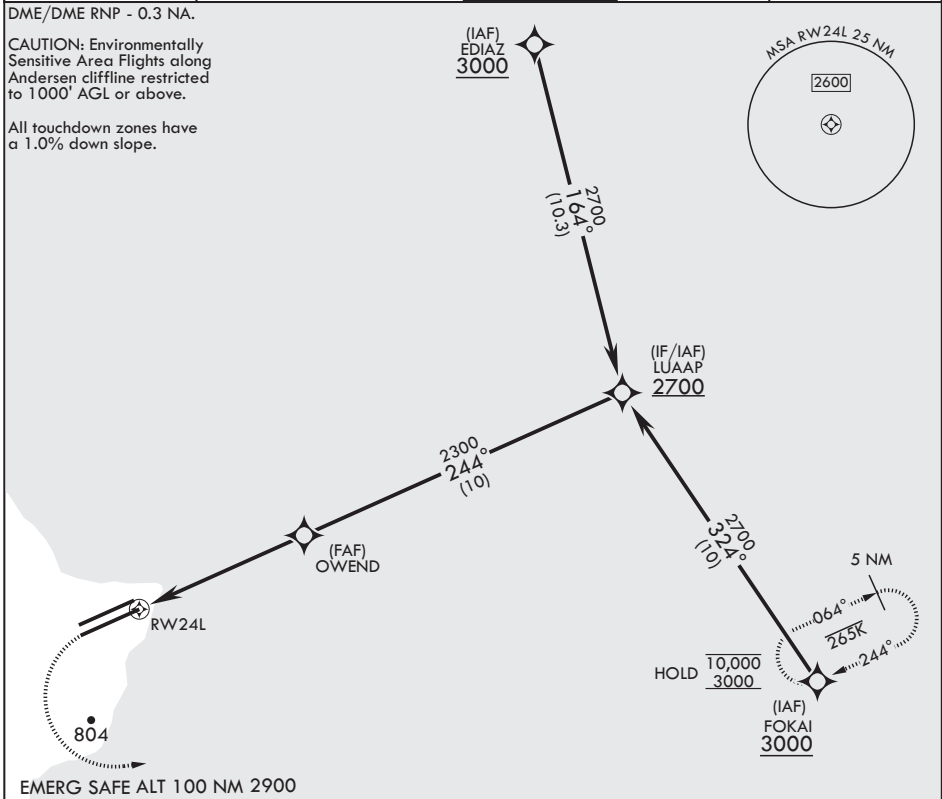 DME/DME RNP - 0.3 NA.
CAUTION: Environmentally
Sensitive Area Flights along
Andersen cliffline restricted
to 1000' AGL or above.
All touchdown zones have
a 1.0% down slope.
(IAF)
EDIAZ
3000
MSA RW24L 25 NM
2600
2700
164°
(10.3)
(IF/IAF)
LUAAP
2700
2300
244°
(10)
(FAF)
OWEND
2700
324°
(10)
5 NM
064°
265K
244°
HOLD
10,000
3000
(IAF)
FOKAI
3000
RW24L
804
EMERG SAFE ALT 100 NM 2900